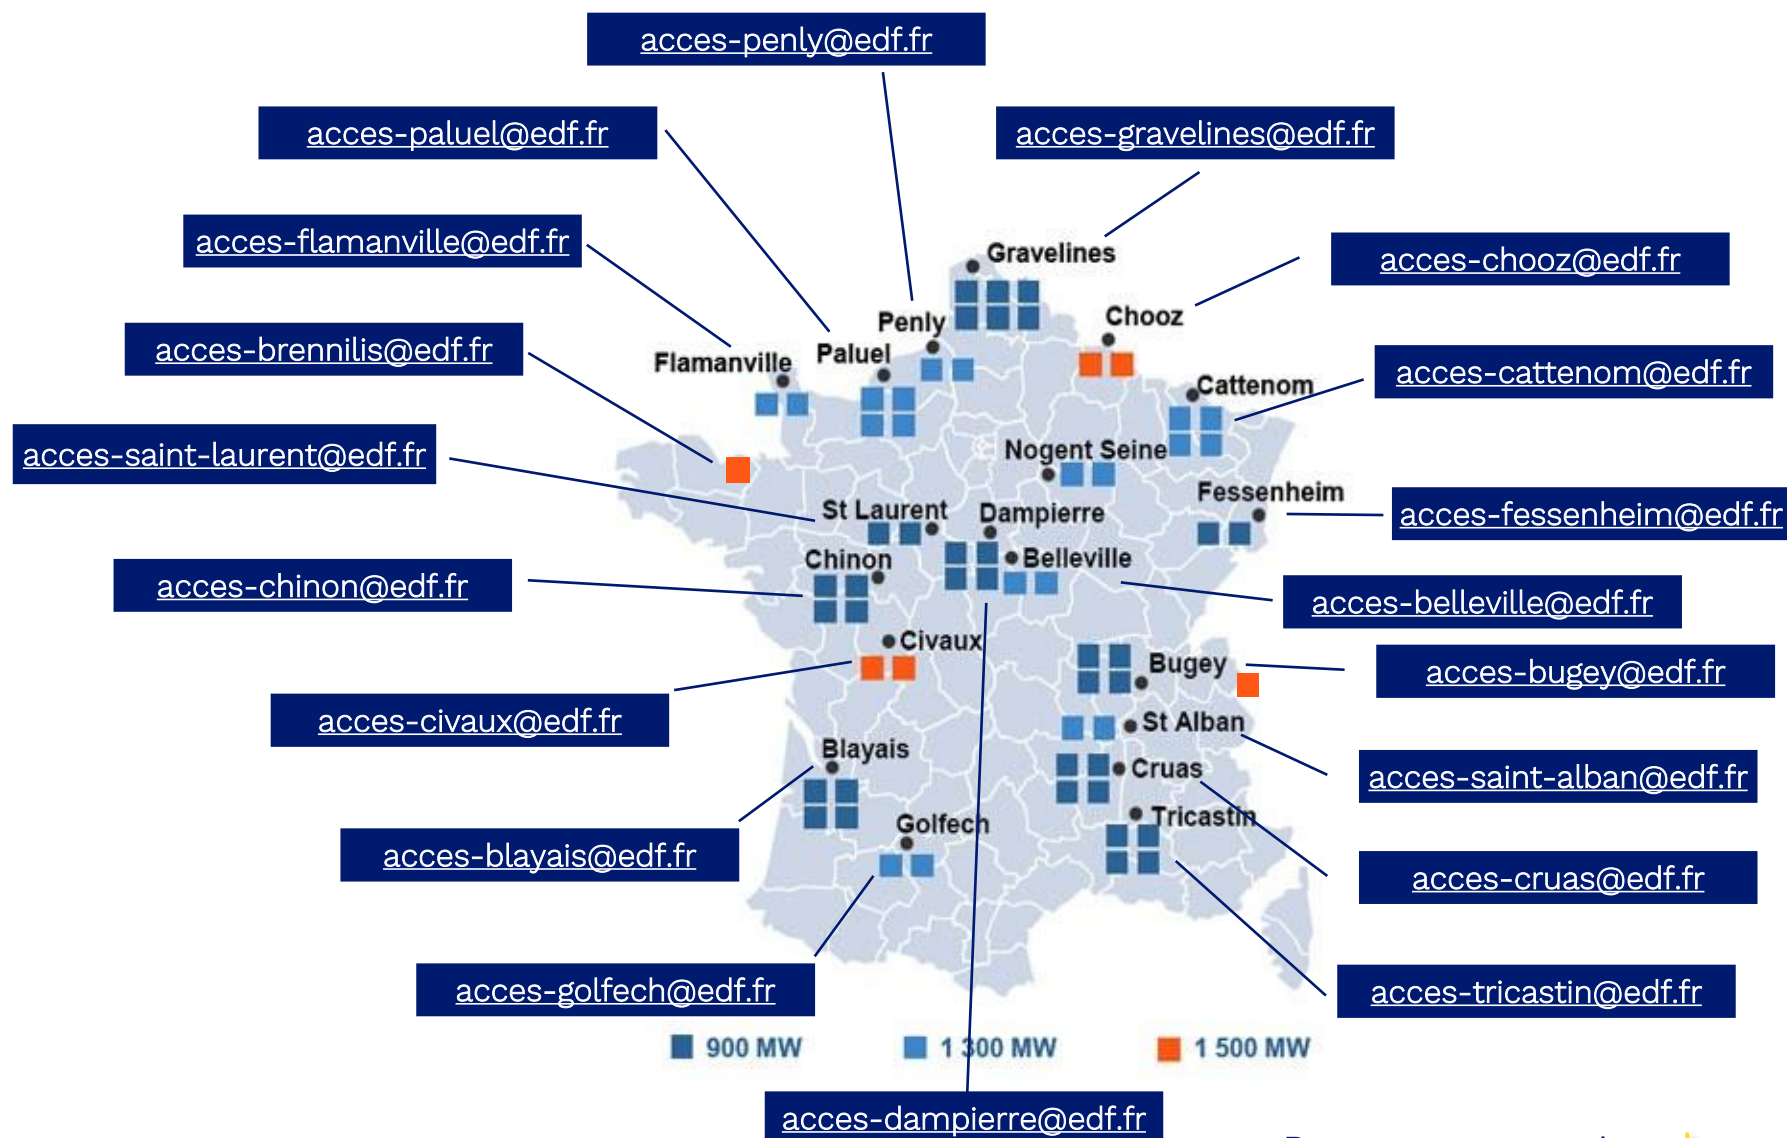 acces-penly@edf.fr
acces-paluel@edf.fr
acces-gravelines@edf.fr
acces-flamanville@edf.fr
Gravelines
acces-chooz@edf.fr
Chooz
Penly
acces-brennilis@edf.fr
Paluel
Flamanville
acces-cattenom@edf.fr
Cattenom
acces-saint-laurent@edf.fr
Nogent Seine
Fessenheim
St Laurent
Dampierre
acces-fessenheim@edf.fr
Chinon
Belleville
acces-chinon@edf.fr
acces-belleville@edf.fr
Civaux
Bugey
acces-bugey@edf.fr
acces-civaux@edf.fr
St Alban
Blayais
Cruas
acces-saint-alban@edf.fr
Tricastin
Golfech
acces-blayais@edf.fr
acces-cruas@edf.fr
acces-golfech@edf.fr
acces-tricastin@edf.fr
900 MW
1 300 MW
1 500 MW
acces-dampierre@edf.fr